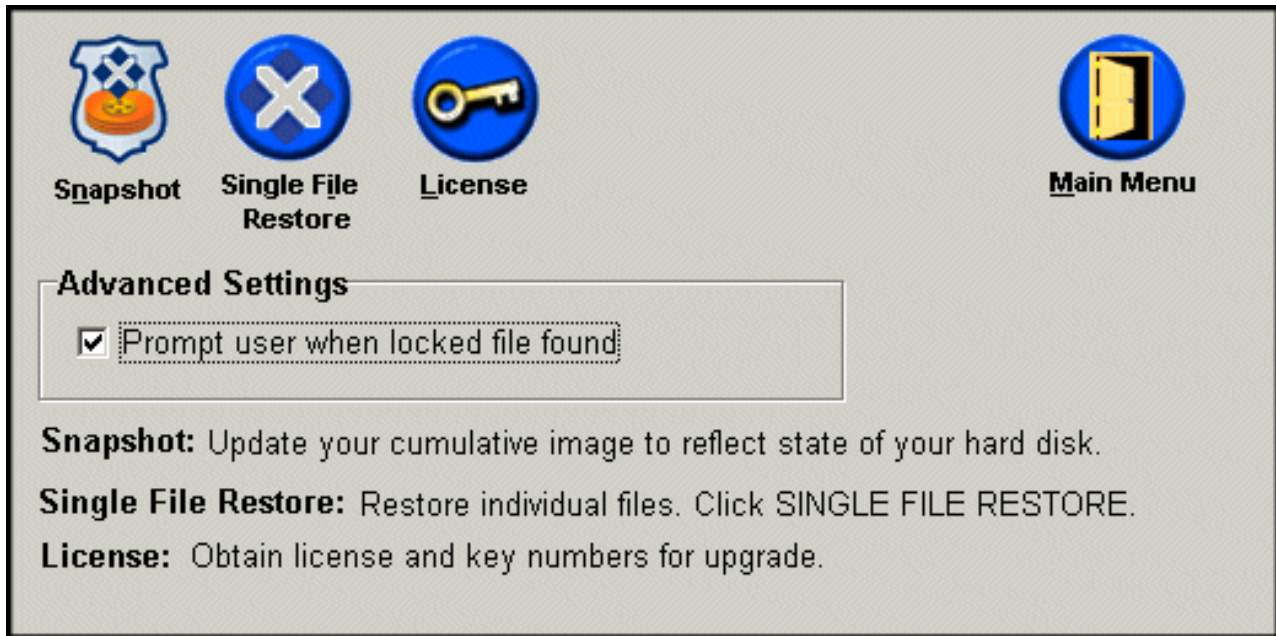 Snapshot
Single File
Restore
License
Main Menu
Advanced Settings
Prompt user when locked file found
Snapshot: Update your cumulative image to reflect state of your hard disk.
Single File Restore: Restore individual files. Click SINGLE FILE RESTORE.
License: Obtain license and key numbers for upgrade.